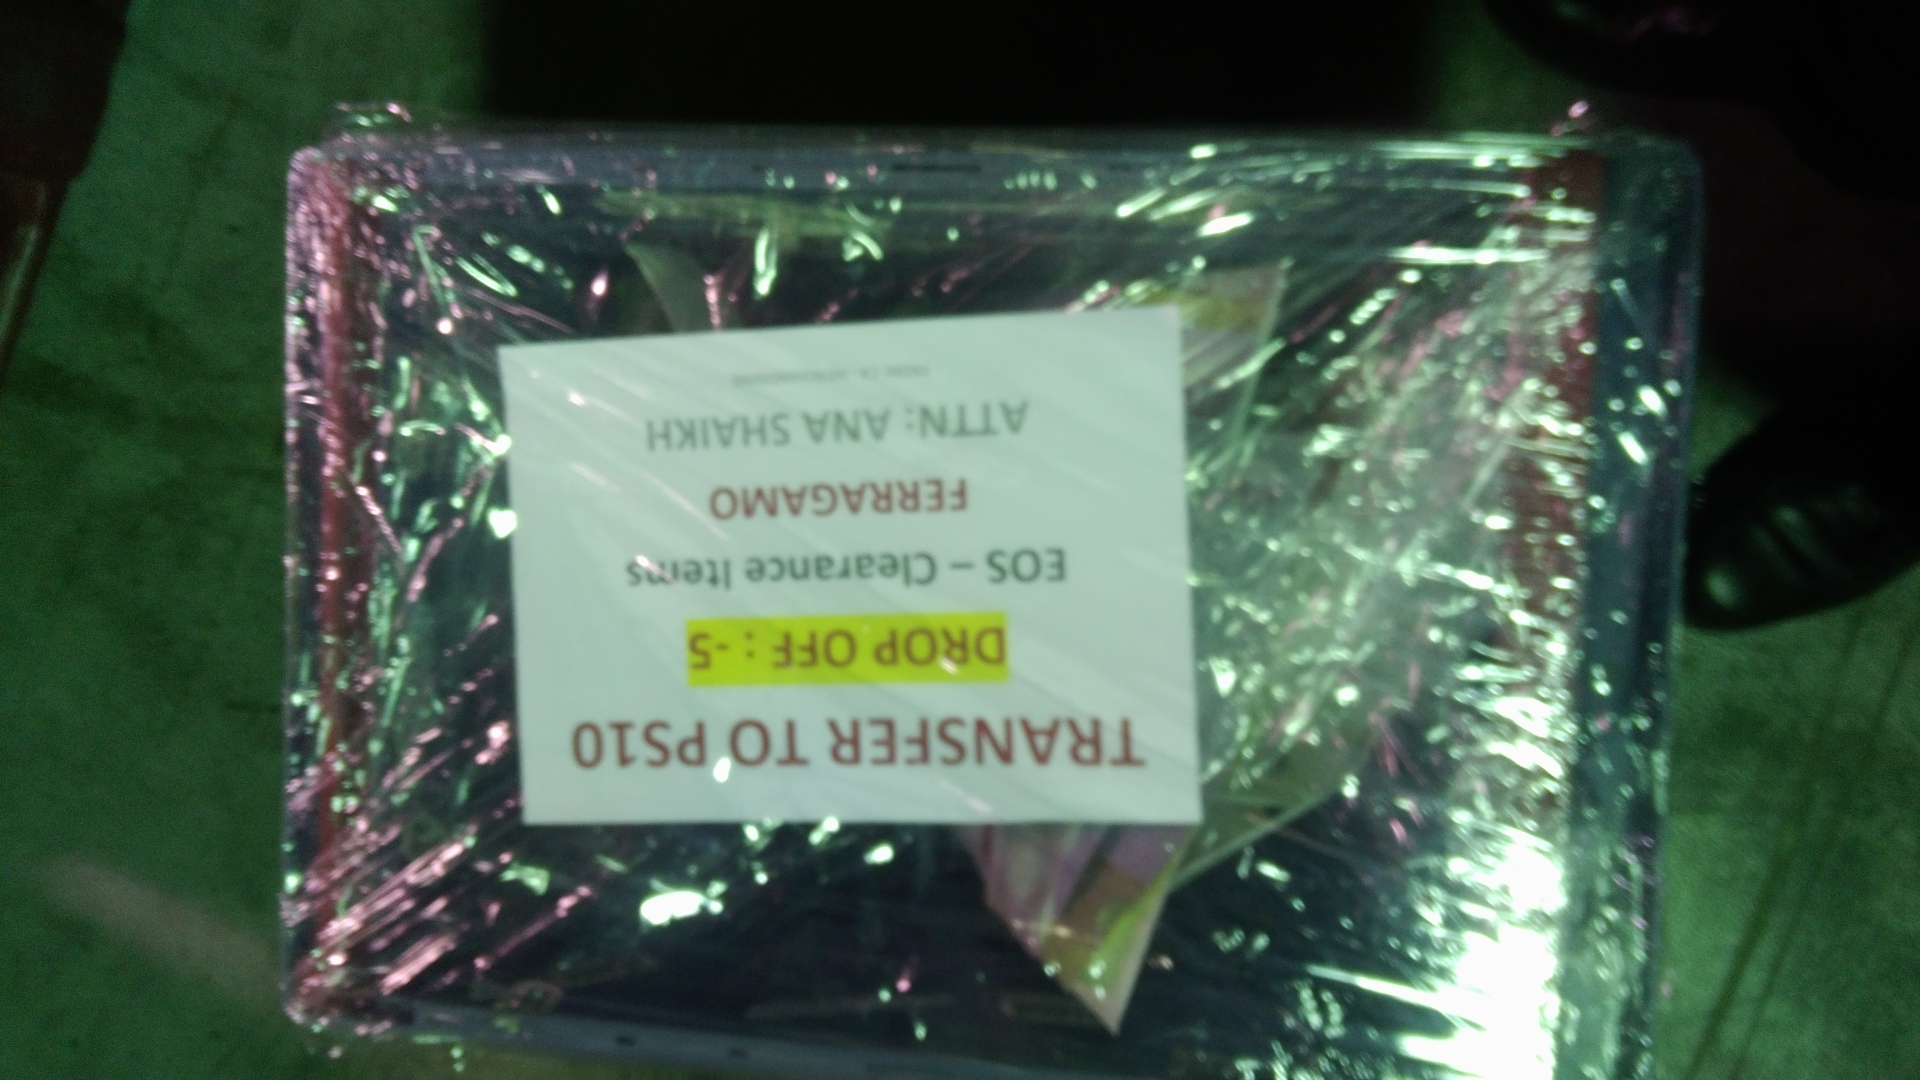 TRANSFER TO PS10
DROP OFF : -5
EOS – Clearance Items
FERRAGAMO
ATTN: ANA SHAIKH